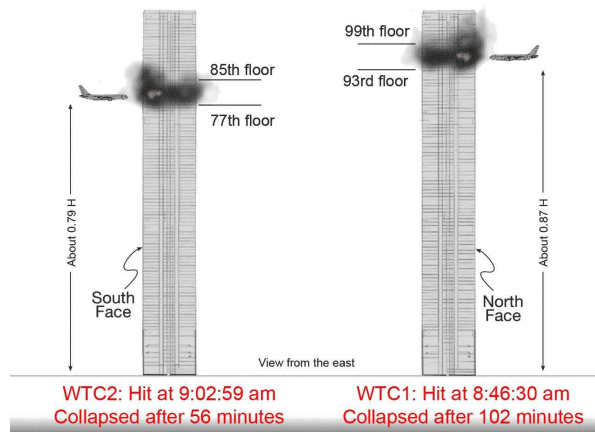 85th floor
77th floor
99th floor
93rd floor
About 0.79 H
About 0.87 H
South
Face
North
Face
View from the east
WTC2: Hit at 9:02:59 am
Collapsed after 56 minutes
WTC1: Hit at 8:46:30 am
Collapsed after 102 minutes